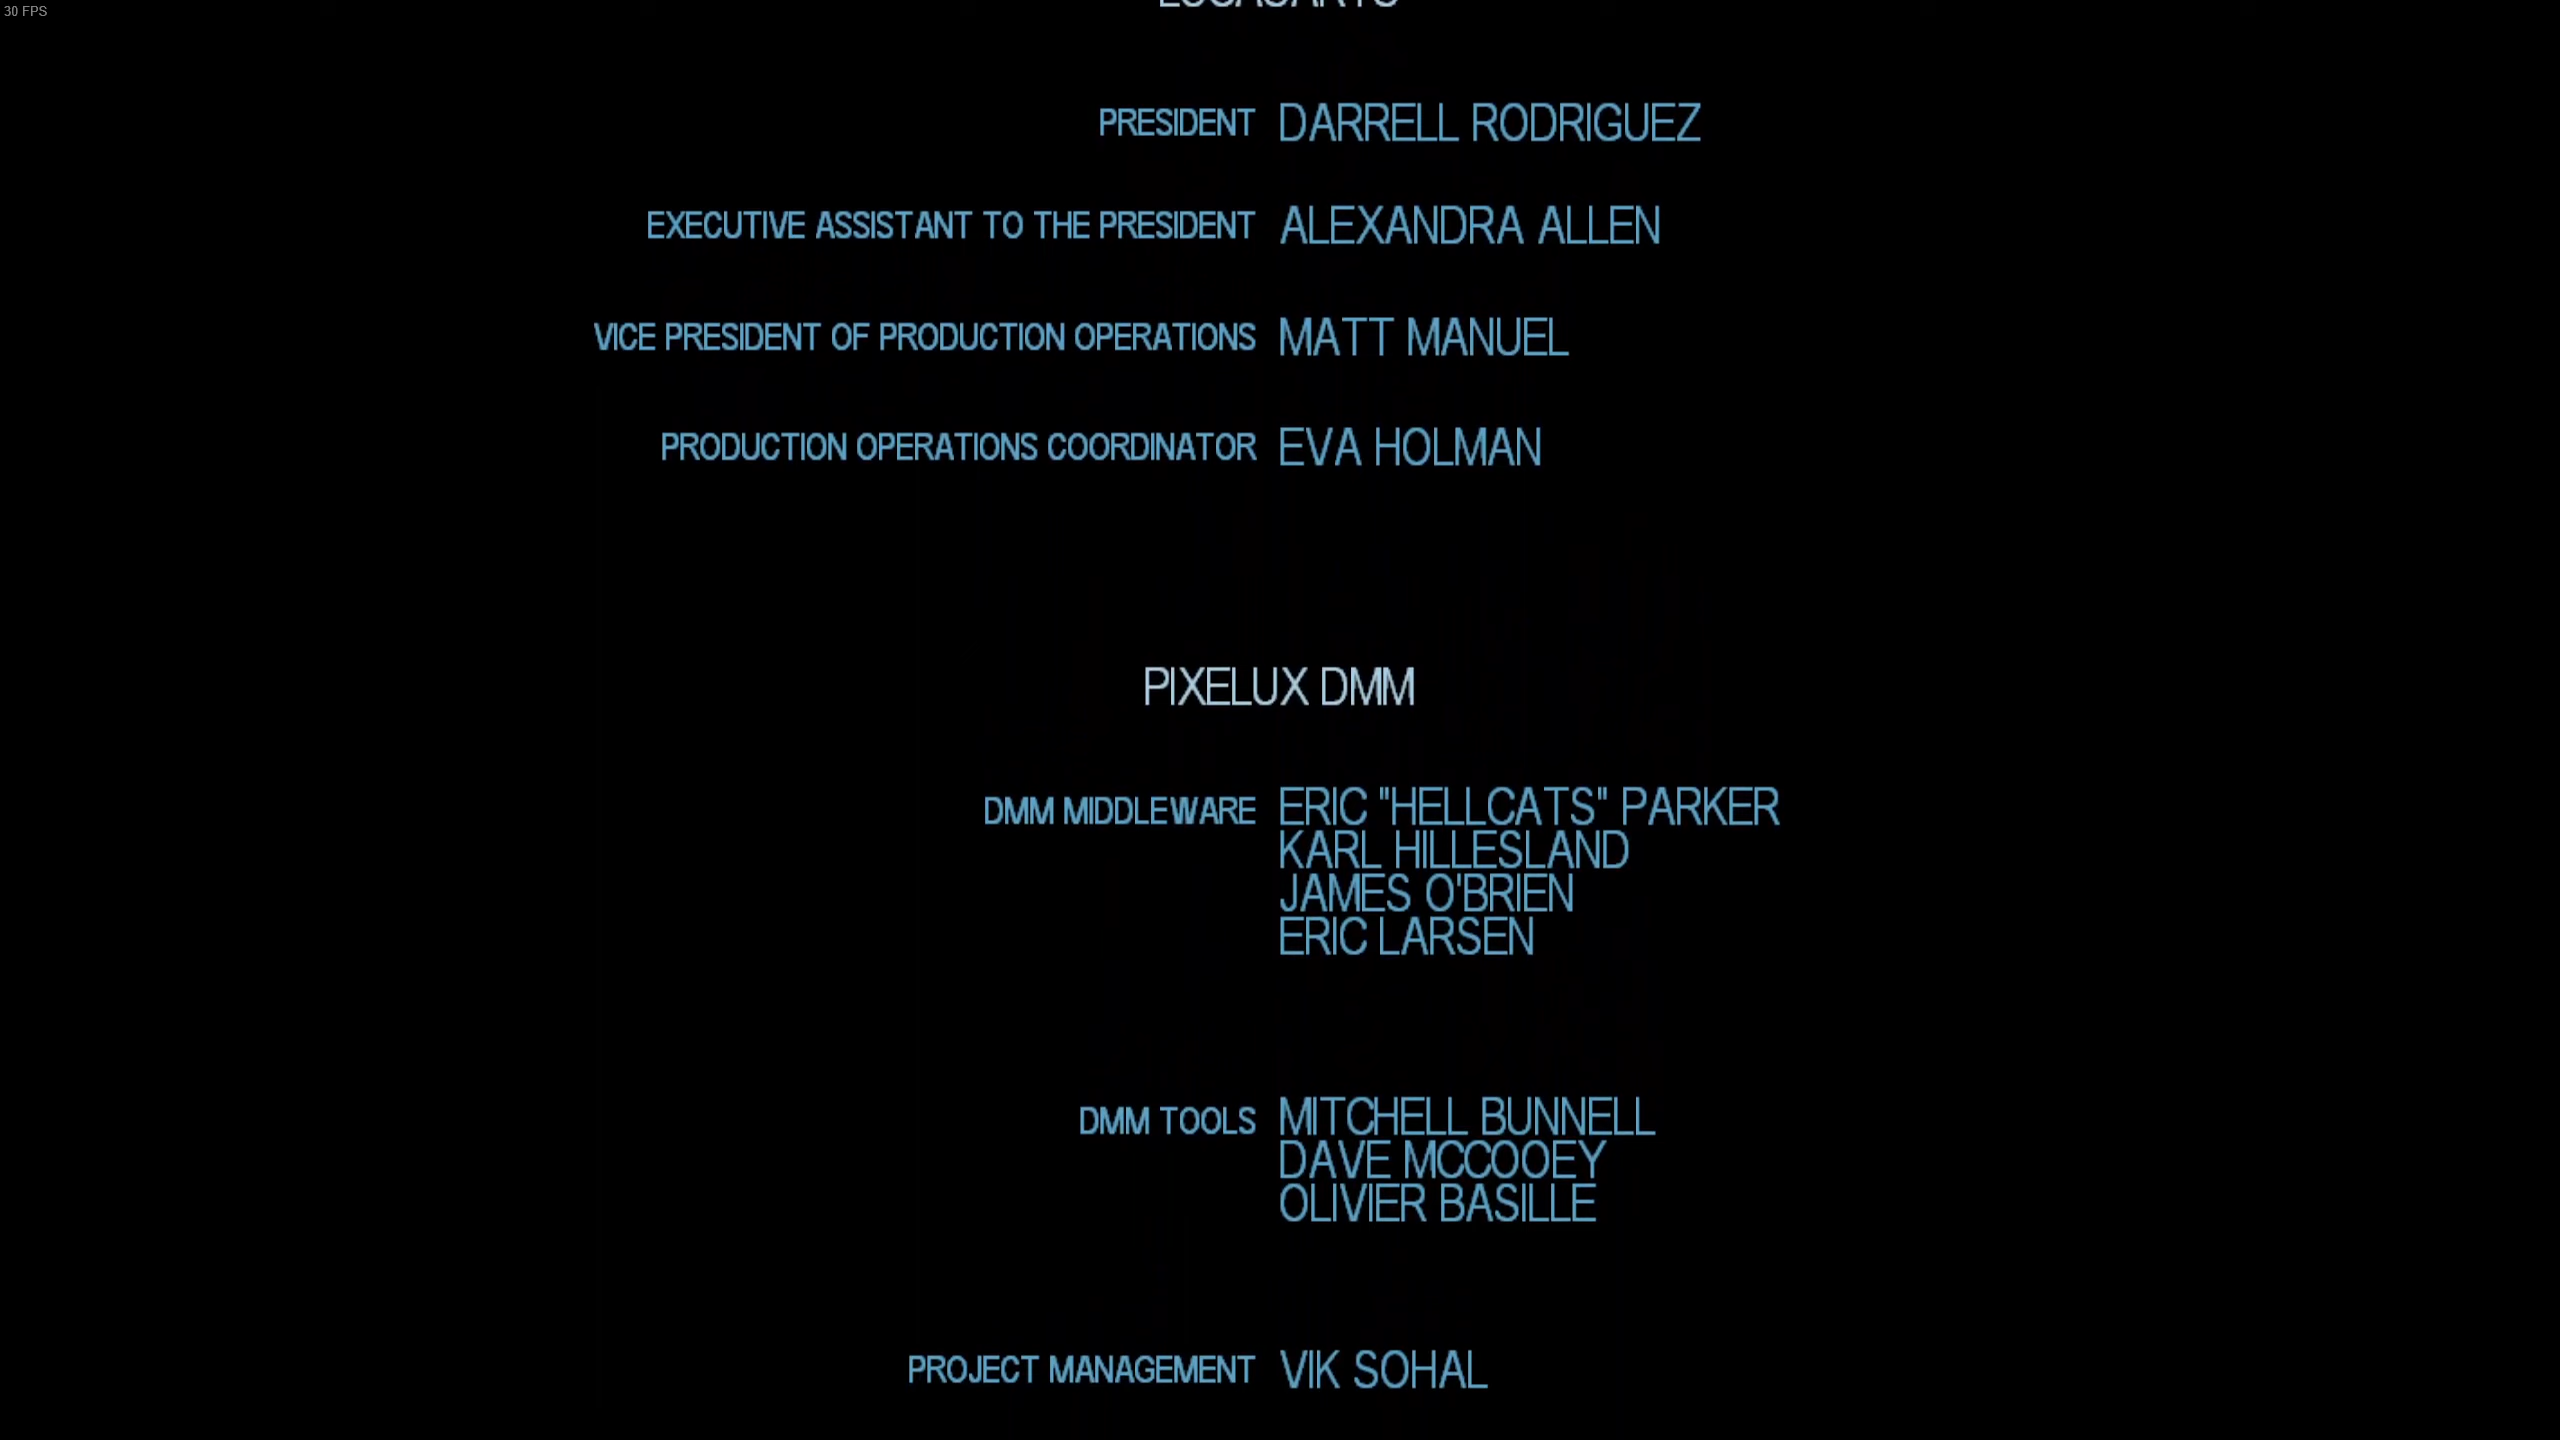 30 FPS
LUCASARTS
PRESIDENT DARRELL RODRIGUEZ
EXECUTIVE ASSISTANT TO THE PRESIDENT ALEXANDRA ALLEN
VICE PRESIDENT OF PRODUCTION OPERATIONS MATT MANUEL
PRODUCTION OPERATIONS COORDINATOR EVA HOLMAN
PIXELUX DMM
DMM MIDDLEWARE ERIC "HELLCATS" PARKER
KARL HILLESLAND
JAMES O'BRIEN
ERIC LARSEN
DMM TOOLS MITCHELL BUNNELL
DAVE MCCOOEY
OLIVIER BASILLE
PROJECT MANAGEMENT VIK SOHAL